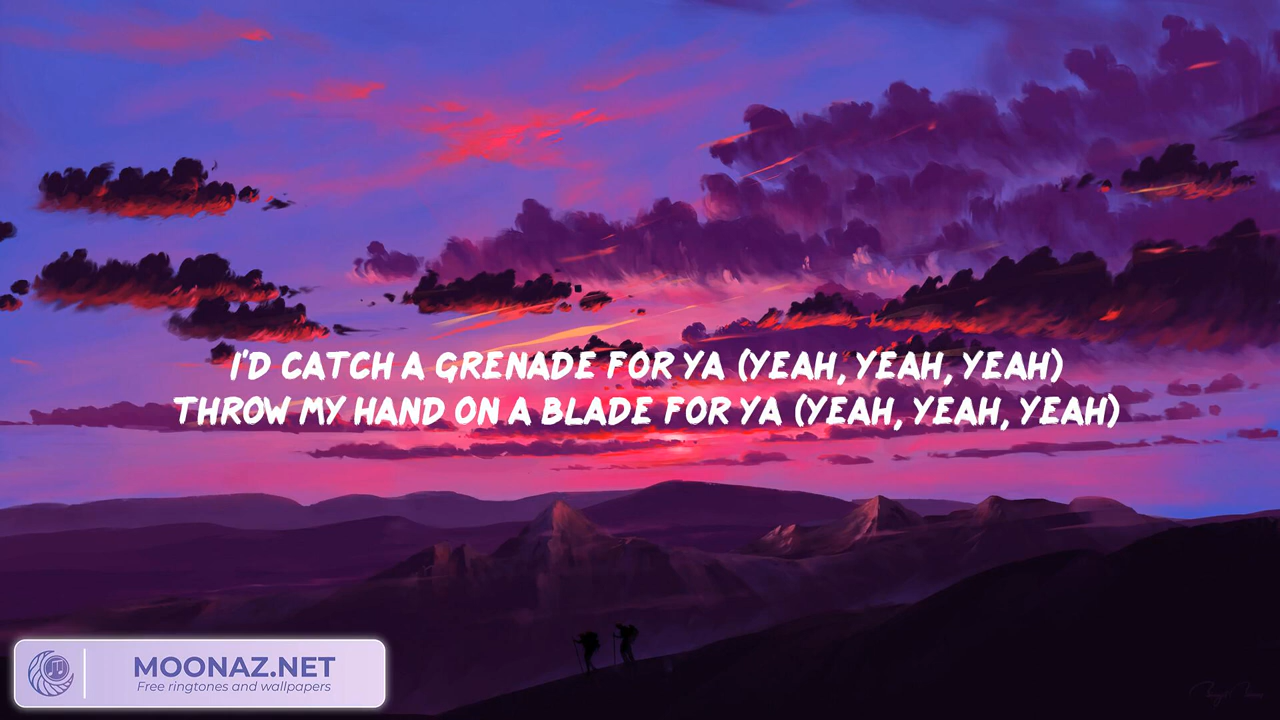 I'D CATCH A GRENADE FOR YA (YEAH, YEAH, YEAH)
THROW MY HAND ON A BLADE FOR YA (YEAH, YEAH, YEAH)
MOONAZ.NET
Free ringtones and wallpapers